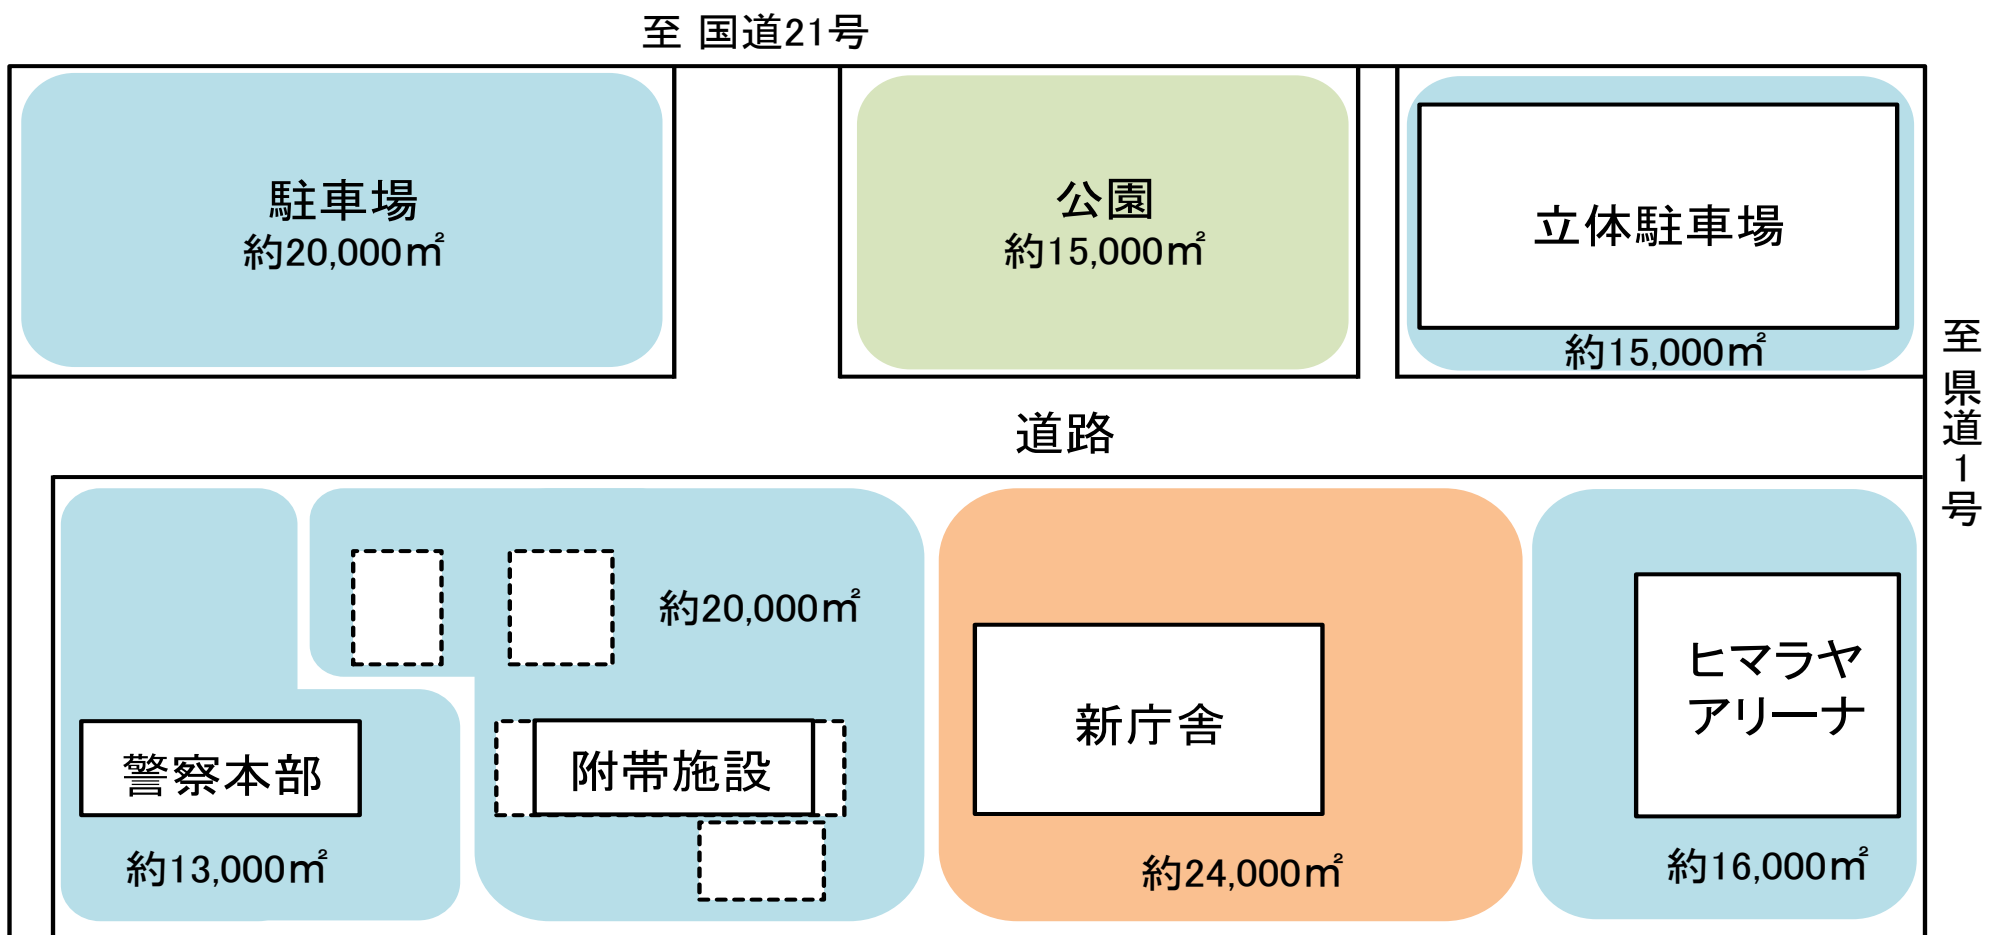 至 国道21号
駐車場
約20,000㎡
公園
約15,000㎡
立体駐車場
約15,000㎡
至 県道1号
道路
約20,000㎡
警察本部
約13,000㎡
附帯施設
新庁舎
約24,000㎡
ヒマラヤ
アリーナ
約16,000㎡